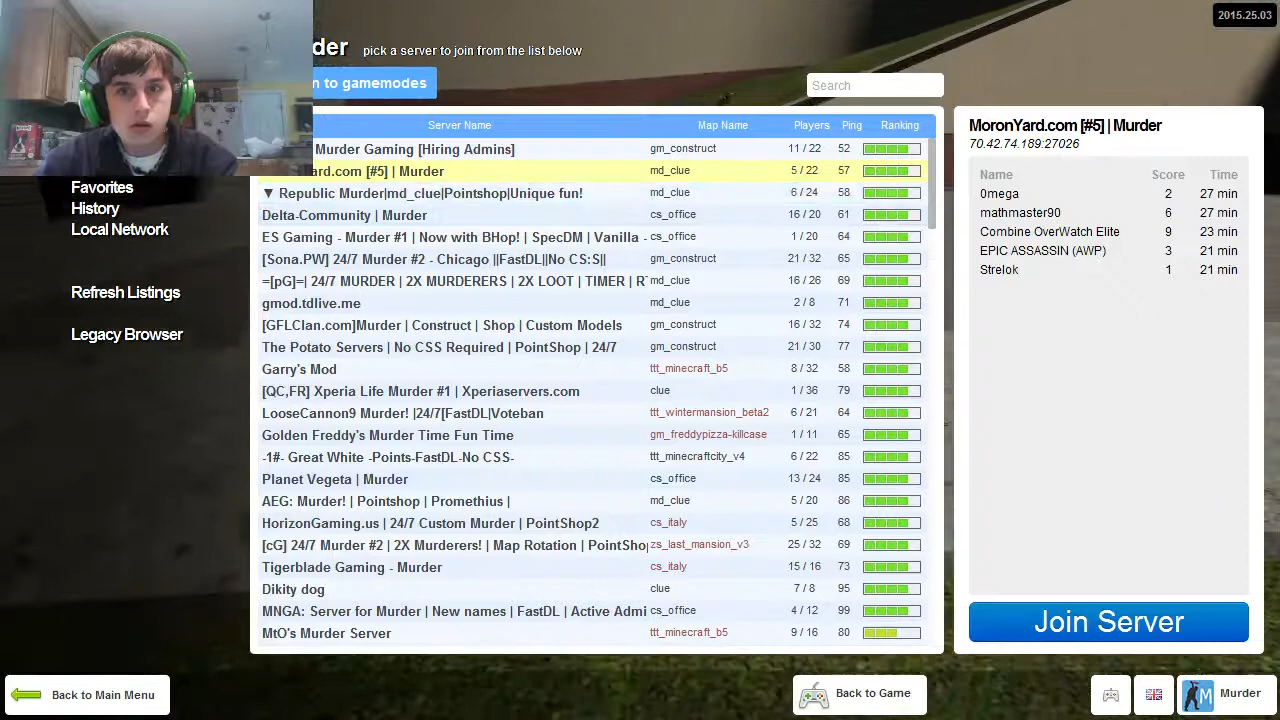 2015.25.03
der pick a server to join from the list below
n to gamemodes
Search
Server Name Map Name Players Ping Ranking
Murder Gaming [Hiring Admins] gm_construct 11 / 22 52
ard.com [#5] | Murder md_clue 5 / 22 57
▼ Republic Murder|md_clue|Pointshop|Unique fun! md_clue 6 / 24 58
Delta-Community | Murder cs_office 16 / 20 61
ES Gaming - Murder #1 | Now with BHop! | SpecDM | Vanilla - cs_office 1 / 20 64
[Sona.PW] 24/7 Murder #2 - Chicago ||FastDL||No CS:S|| gm_construct 21 / 32 65
=[pG]=| 24/7 MURDER | 2X MURDERERS | 2X LOOT | TIMER | R md_clue 16 / 26 69
gmod.tdlive.me md_clue 2 / 8 71
[GFLClan.com]Murder | Construct | Shop | Custom Models gm_construct 16 / 32 74
The Potato Servers | No CSS Required | PointShop | 24/7 gm_construct 21 / 30 77
Garry's Mod ttt_minecraft_b5 8 / 32 58
[QC,FR] Xperia Life Murder #1 | Xperiaservers.com clue 1 / 36 79
LooseCannon9 Murder! |24/7[FastDL|Voteban ttt_wintermansion_beta2 6 / 21 64
Golden Freddy's Murder Time Fun Time gm_freddypizza-killcase 1 / 11 65
-1#- Great White -Points-FastDL-No CSS- ttt_minecraftcity_v4 6 / 22 85
Planet Vegeta | Murder cs_office 13 / 24 85
AEG: Murder! | Pointshop | Promethius | md_clue 5 / 20 86
HorizonGaming.us | 24/7 Custom Murder | PointShop2 cs_italy 5 / 25 68
[cG] 24/7 Murder #2 | 2X Murderers! | Map Rotation | PointSho zs_last_mansion_v3 25 / 32 69
Tigerblade Gaming - Murder cs_italy 15 / 16 73
Dikity dog clue 7 / 8 95
MNGA: Server for Murder | New names | FastDL | Active Admi cs_office 4 / 12 99
MtO's Murder Server ttt_minecraft_b5 9 / 16 80
Favorites
History
Local Network
Refresh Listings
Legacy Browser
MoronYard.com [#5] | Murder
70.42.74.189:27026
Name Score Time
0mega 2 27 min
mathmaster90 6 27 min
Combine OverWatch Elite 9 23 min
EPIC ASSASSIN (AWP) 3 21 min
Strelok 1 21 min
Join Server
Back to Main Menu
Back to Game
M Murder